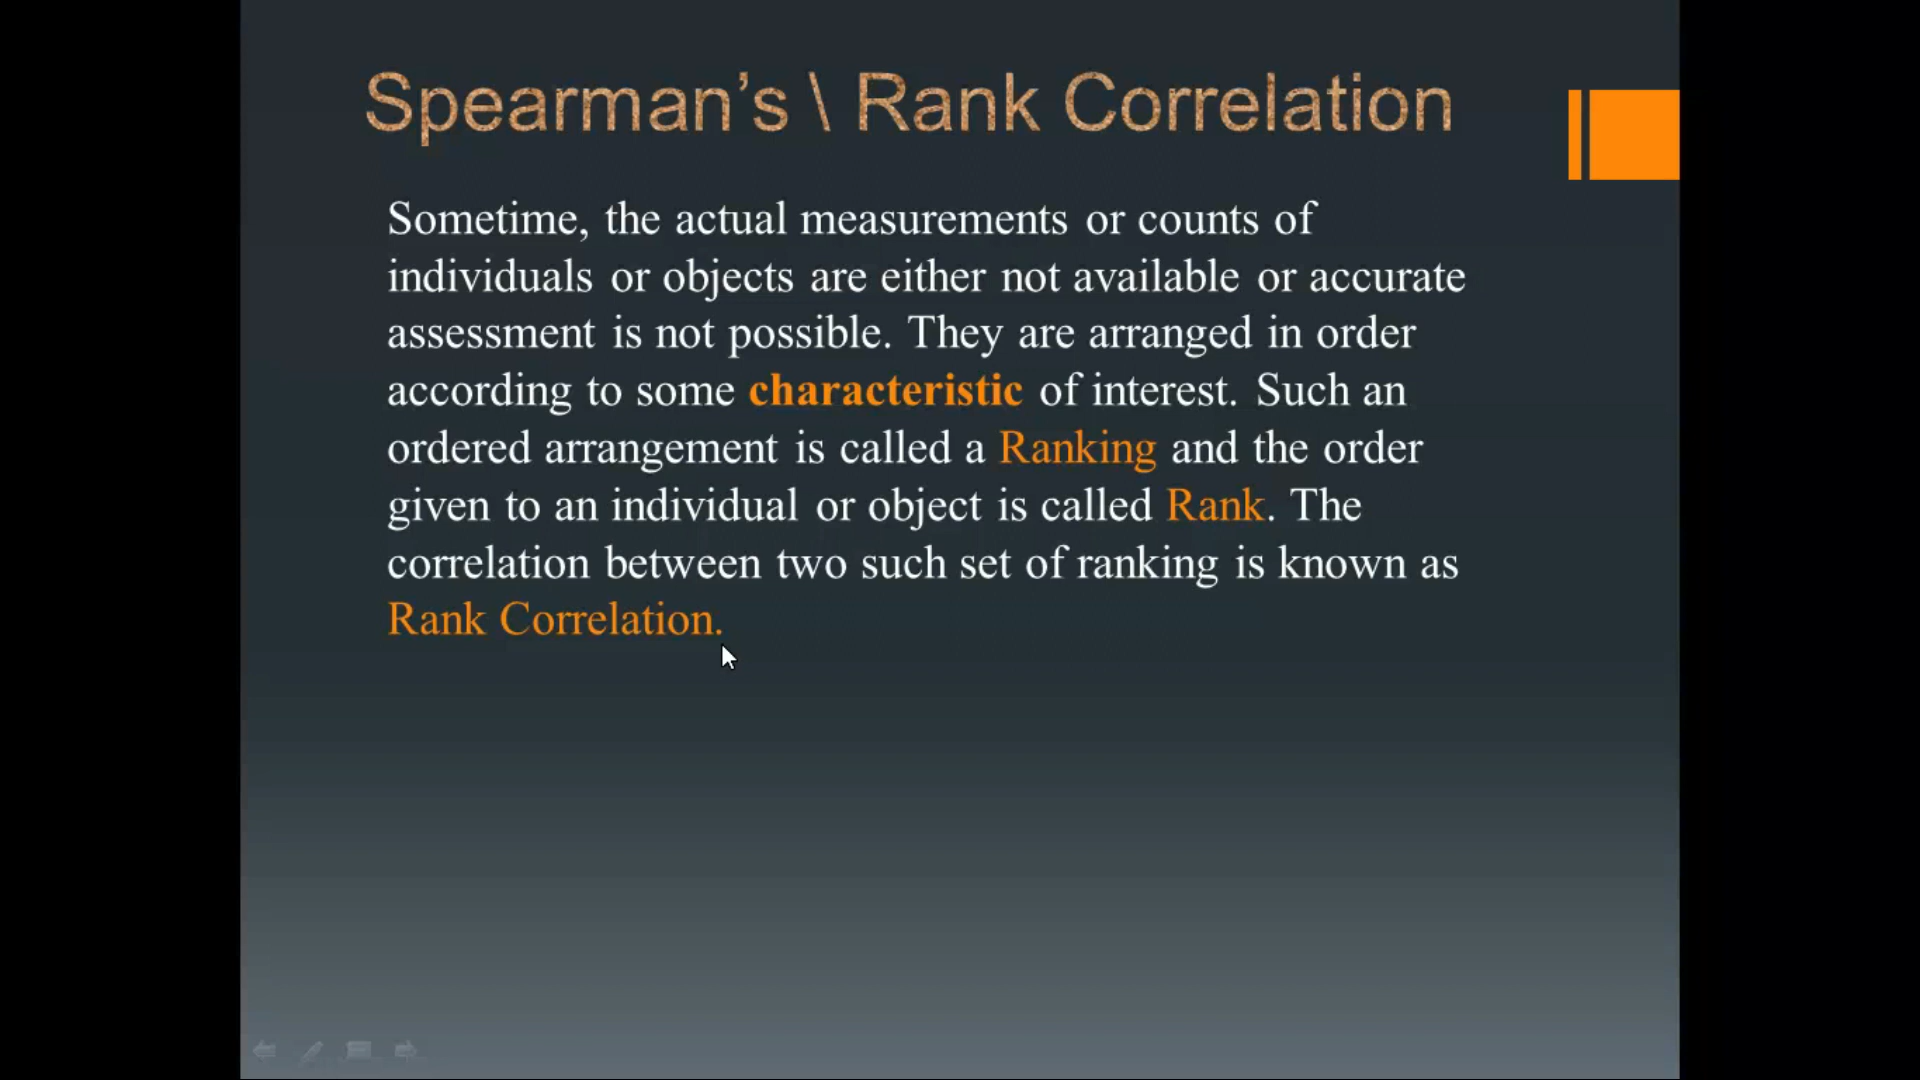 Spearman’s \ Rank Correlation
Sometime, the actual measurements or counts of
individuals or objects are either not available or accurate
assessment is not possible. They are arranged in order
according to some characteristic of interest. Such an
ordered arrangement is called a Ranking and the order
given to an individual or object is called Rank. The
correlation between two such set of ranking is known as
Rank Correlation.